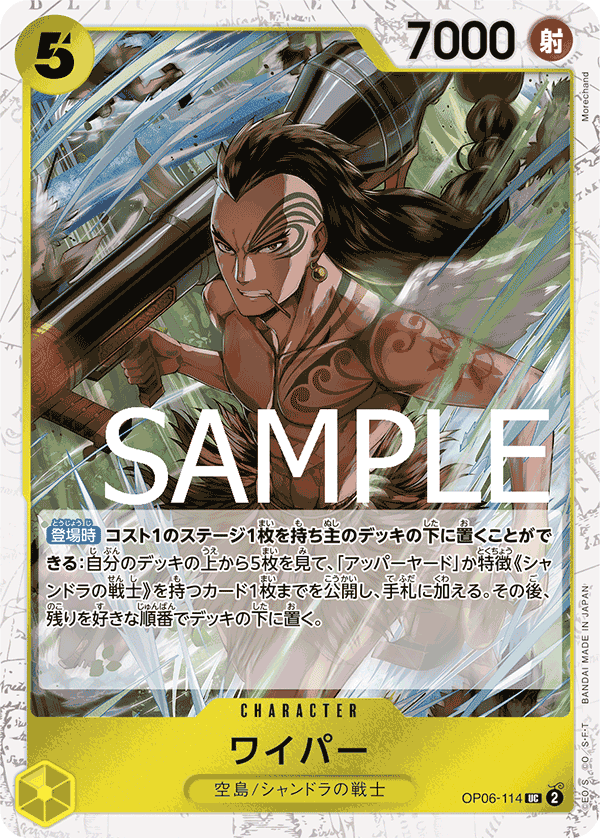 5
7000
射
Morechand
SAMPLE
登場時 コスト1のステージ1枚を持ち主のデッキの下に置くことがで
きる：自分のデッキの上から5枚を見て、「アッパーヤード」か特徴《シャ
ンドラの戦士》を持つカード1枚までを公開し、手札に加える。その後、
残りを好きな順番でデッキの下に置く。
CHARACTER
ワイパー
空島/シャンドラの戦士
OP06-114 UC 2
©E.O./S.,©O./S.F.T. BANDAI MADE IN JAPAN